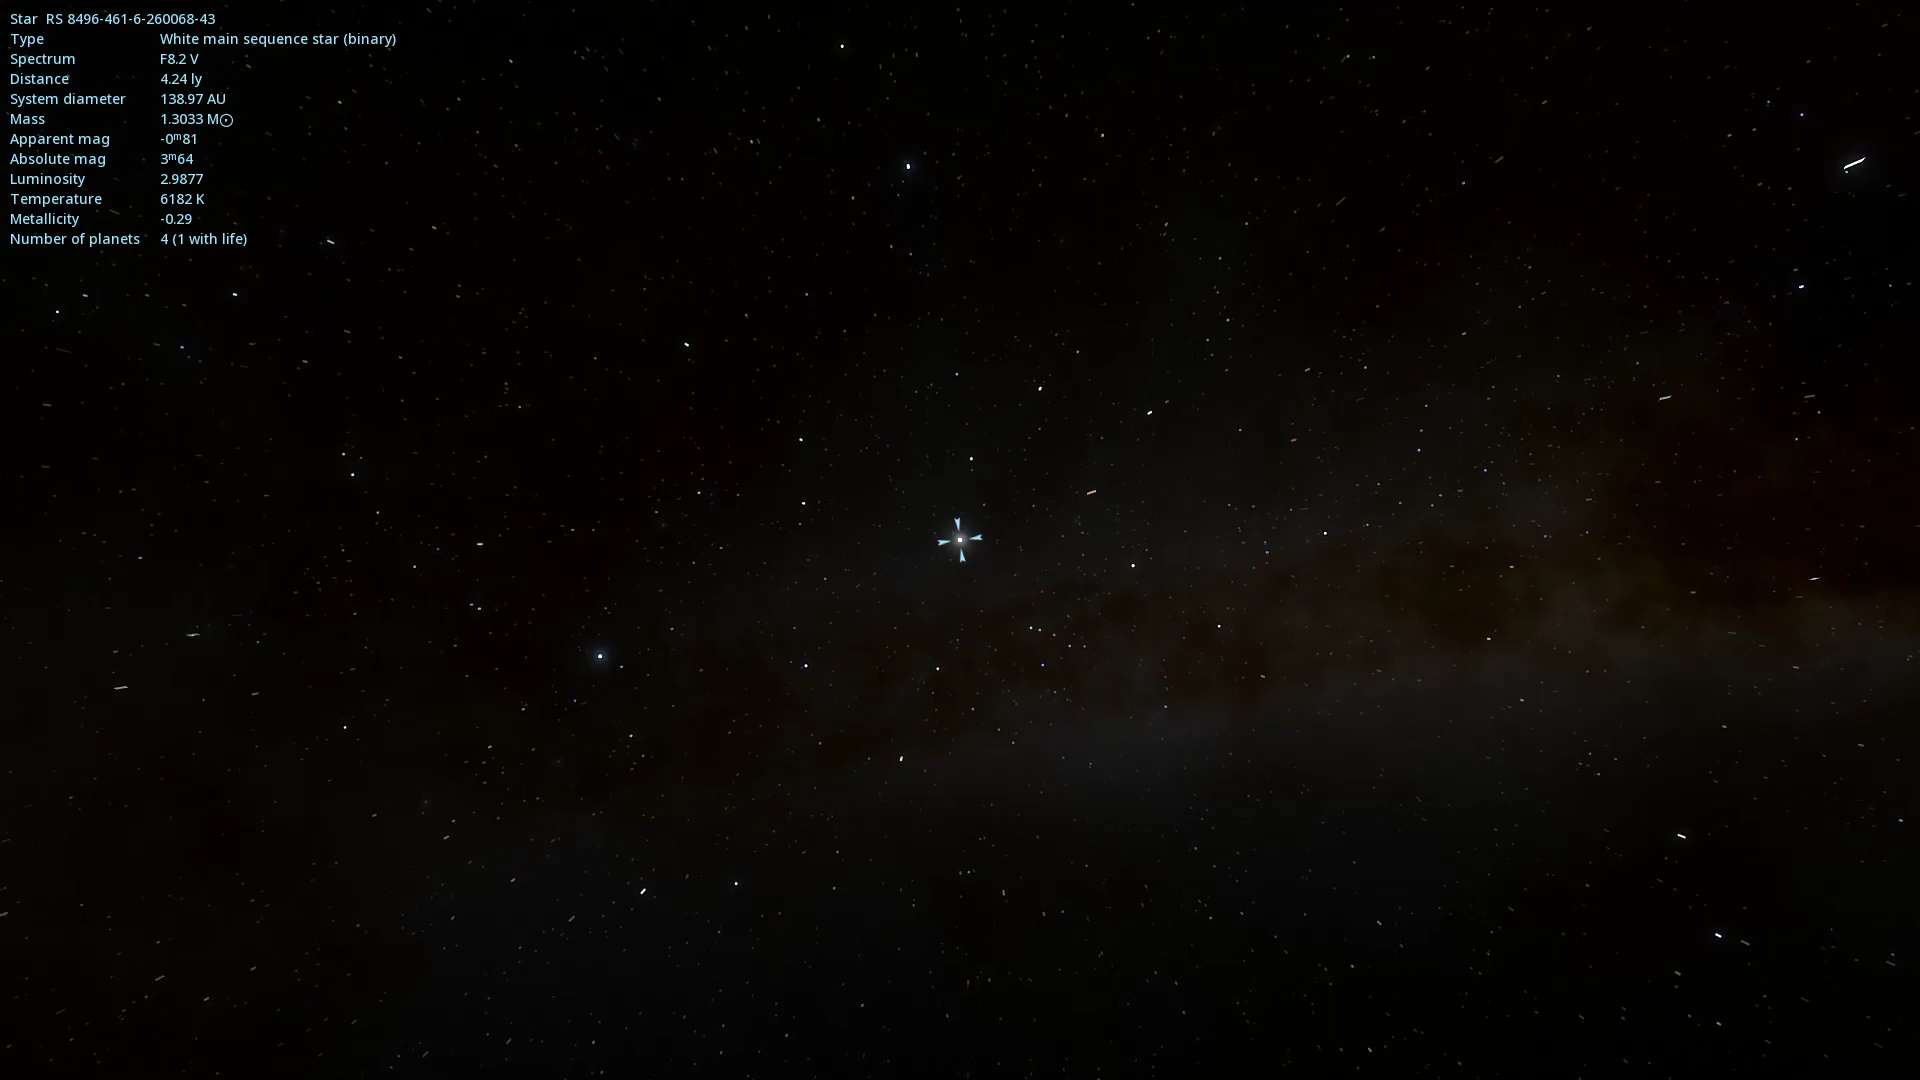 Star RS 8496-461-6-260068-43
Type White main sequence star (binary)
Spectrum F8.2 V
Distance 4.24 ly
System diameter 138.97 AU
Mass 1.3033 M☉
Apparent mag -0ᵐ81
Absolute mag 3ᵐ64
Luminosity 2.9877
Temperature 6182 K
Metallicity -0.29
Number of planets 4 (1 with life)